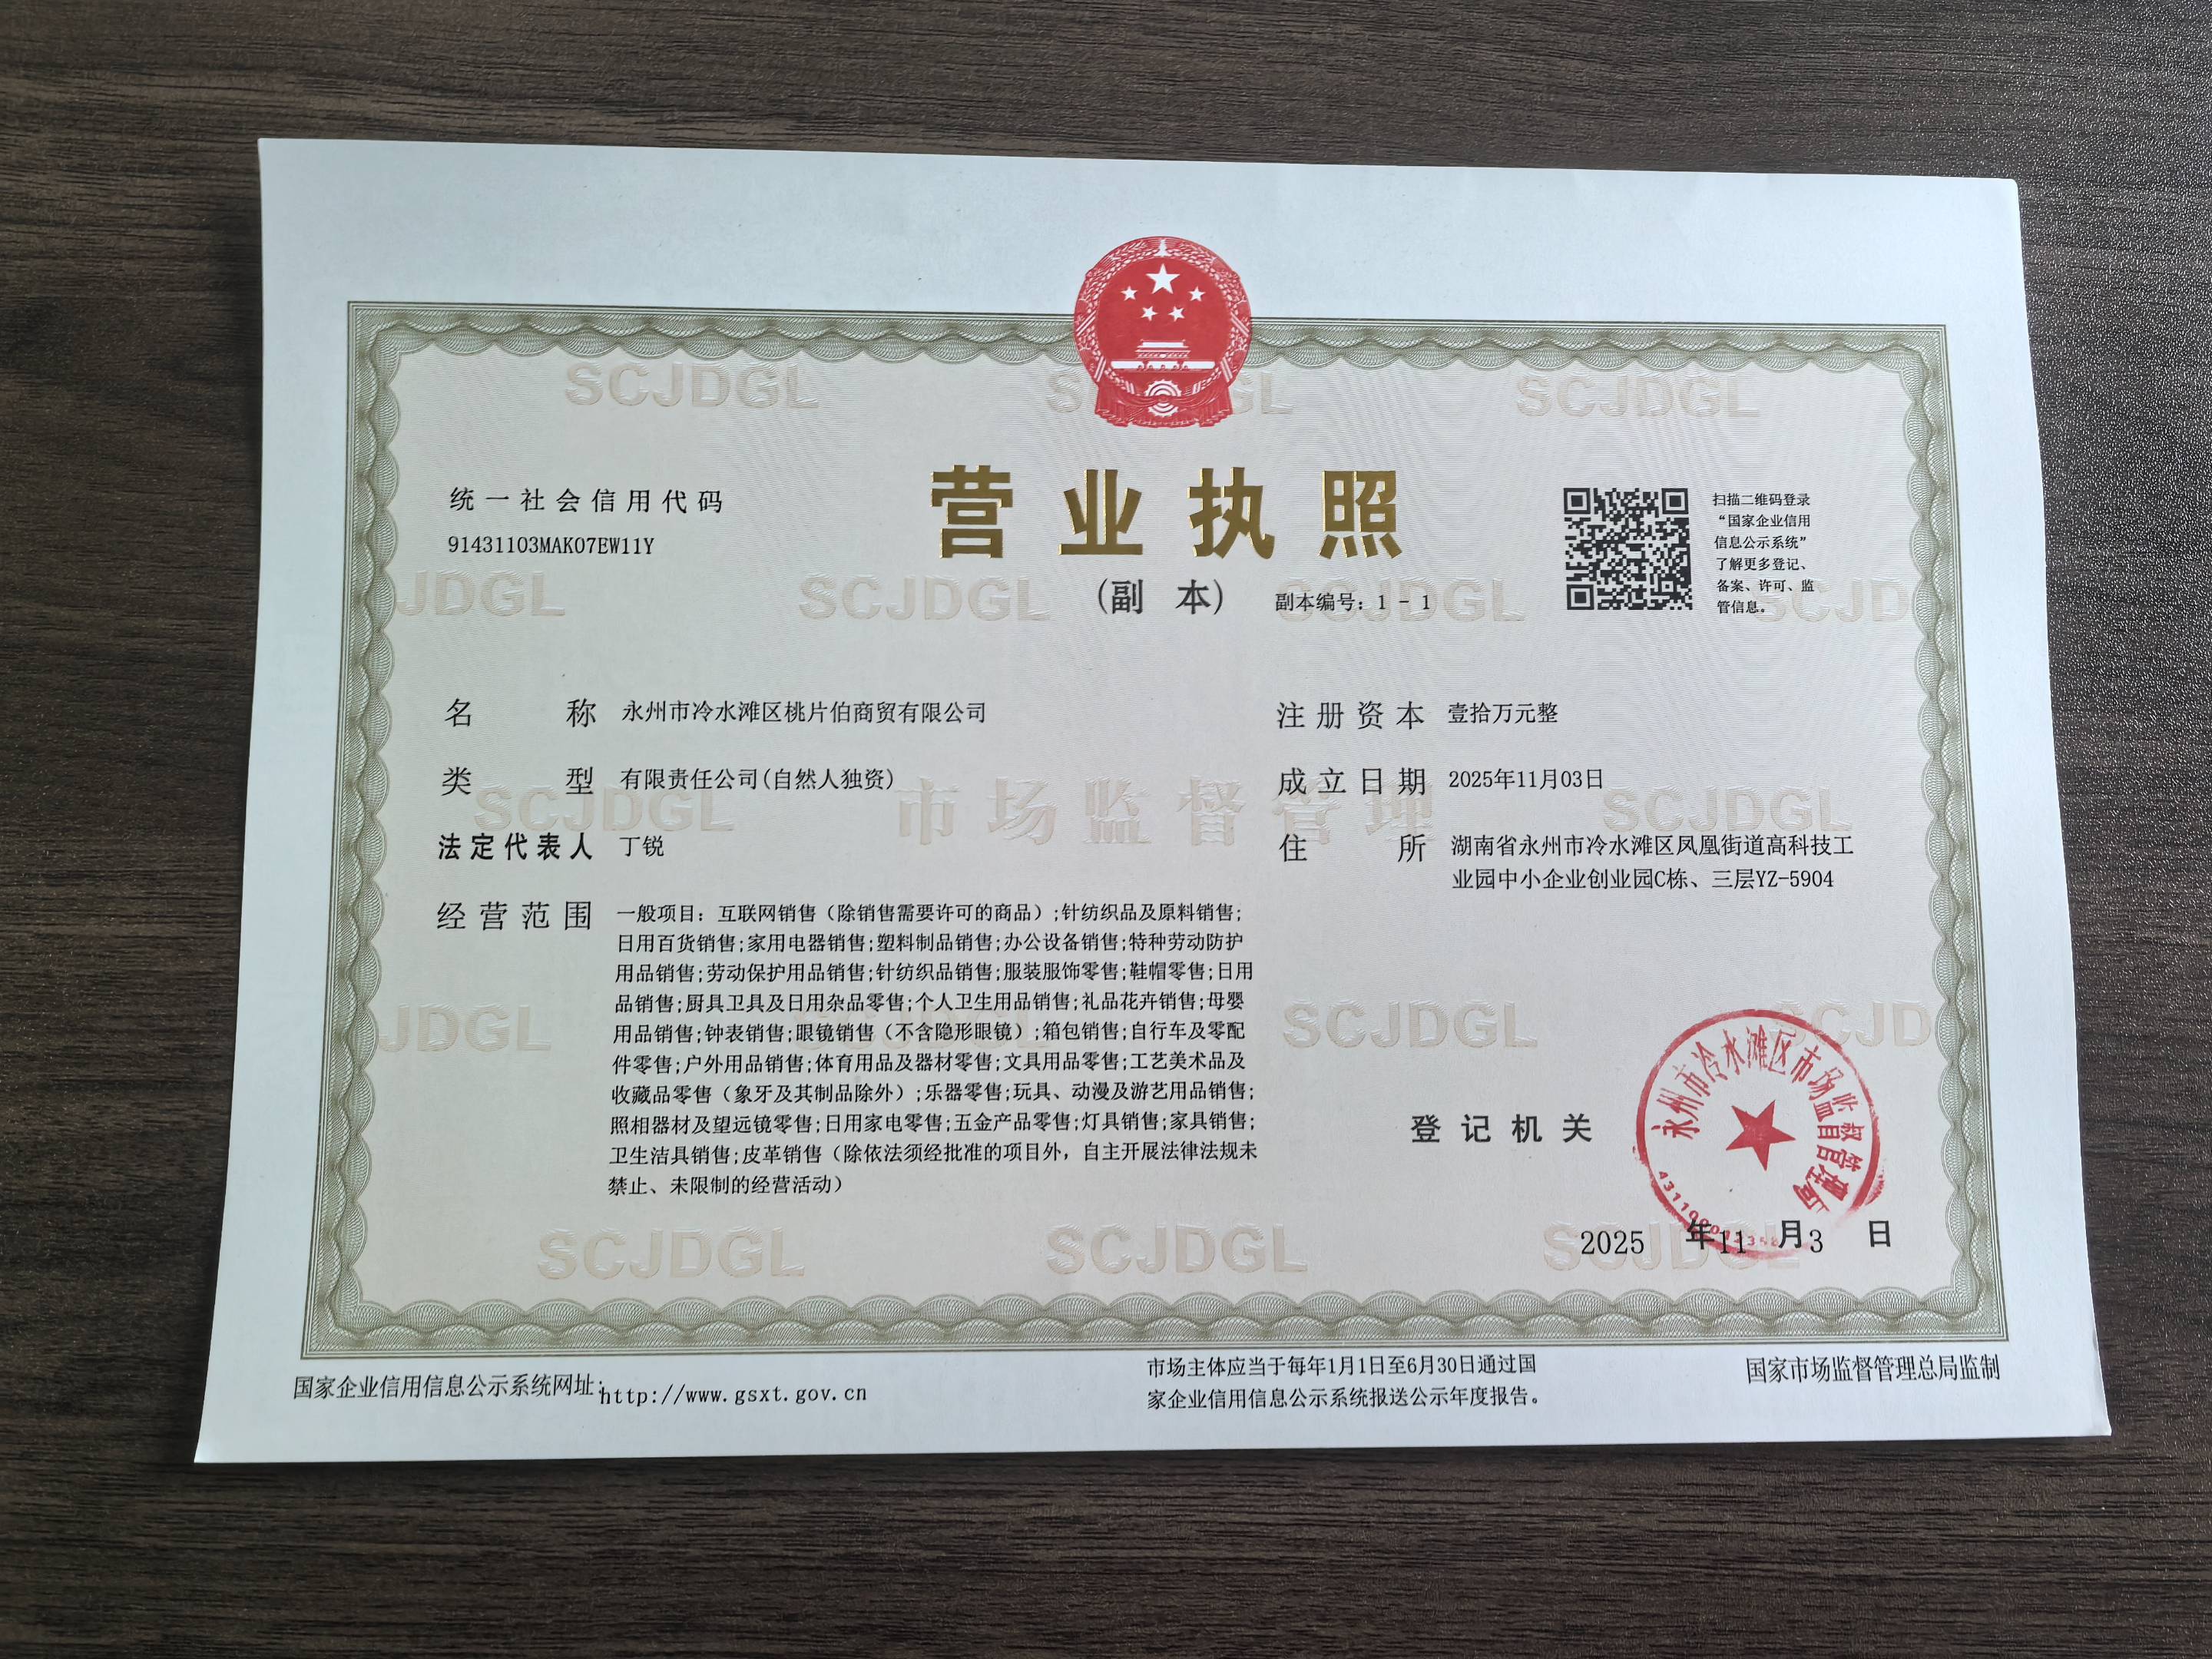 营业执照
(副 本)
副本编号：1 - 1
统一社会信用代码
91431103MAK07EW11Y
扫描二维码登录
“国家企业信用
信息公示系统”
了解更多登记、
备案、许可、监
管信息。
名 称 永州市冷水滩区桃片伯商贸有限公司
类 型 有限责任公司(自然人独资)
法定代表人 丁锐
经营范围 一般项目：互联网销售（除销售需要许可的商品）;针纺织品及原料销售;
日用百货销售;家用电器销售;塑料制品销售;办公设备销售;特种劳动防护
用品销售;劳动保护用品销售;针纺织品销售;服装服饰零售;鞋帽零售;日用
品销售;厨具卫具及日用杂品零售;个人卫生用品销售;礼品花卉销售;母婴
用品销售;钟表销售;眼镜销售（不含隐形眼镜）;箱包销售;自行车及零配
件零售;户外用品销售;体育用品及器材零售;文具用品零售;工艺美术品及
收藏品零售（象牙及其制品除外）;乐器零售;玩具、动漫及游艺用品销售;
照相器材及望远镜零售;日用家电零售;五金产品零售;灯具销售;家具销售;
卫生洁具销售;皮革销售（除依法须经批准的项目外，自主开展法律法规未
禁止、未限制的经营活动）
注册资本 壹拾万元整
成立日期 2025年11月03日
住 所 湖南省永州市冷水滩区凤凰街道高科技工
业园中小企业创业园C栋、三层YZ-5904
登记机关
永州市冷水滩区市场监督管理局
2025 年11 月3 日
国家企业信用信息公示系统网址：http://www.gsxt.gov.cn
市场主体应当于每年1月1日至6月30日通过国
家企业信用信息公示系统报送公示年度报告。
国家市场监督管理总局监制
SCJDGL
市场监督管理